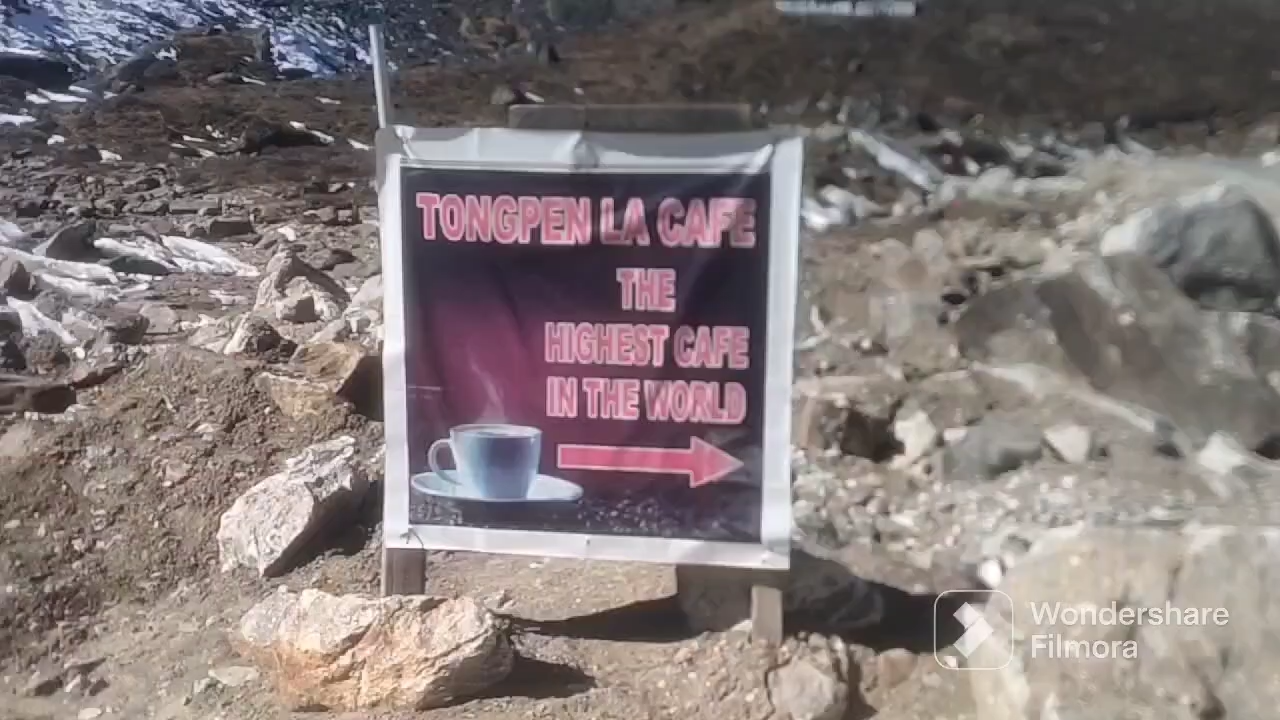 TONGPEN LA CAFE
THE
HIGHEST CAFE
IN THE WORLD
Wondershare
Filmora